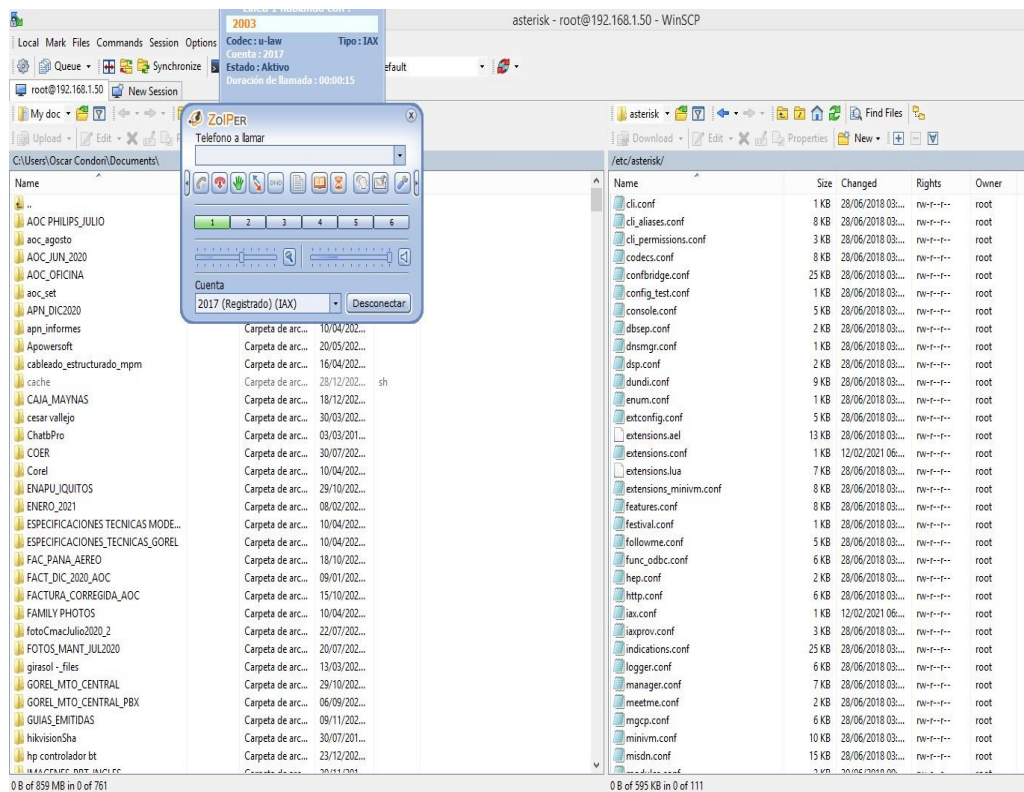 asterisk - root@192.168.1.50 - WinSCP
Linea 1 hablando con :
2003
Codec : u-law Tipo : IAX
Cuenta : 2017
Estado : Aktivo
Duración de llamada : 00:00:15
Local Mark Files Commands Session Options
Queue Synchronize efault
root@192.168.1.50 New Session
My doc
Upload Edit
C:\Users\Oscar Condori\Documents\
Name
..
AOC PHILIPS_JULIO
aoc_agosto
AOC_JUN_2020
AOC_OFICINA
aoc_set
APN_DIC2020
apn_informes Carpeta de arc... 10/04/202...
Apowersoft Carpeta de arc... 20/05/202...
cableado_estructurado_mpm Carpeta de arc... 16/04/202...
cache Carpeta de arc... 28/12/202... sh
CAJA_MAYNAS Carpeta de arc... 18/12/202...
cesar vallejo Carpeta de arc... 30/03/202...
ChatbPro Carpeta de arc... 03/03/201...
COER Carpeta de arc... 30/07/202...
Corel Carpeta de arc... 10/04/202...
ENAPU_IQUITOS Carpeta de arc... 29/10/202...
ENERO_2021 Carpeta de arc... 08/02/202...
ESPECIFICACIONES TECNICAS MODE... Carpeta de arc... 10/04/202...
ESPECIFICACIONES_TECNICAS_GOREL Carpeta de arc... 10/04/202...
FAC_PANA_AEREO Carpeta de arc... 18/10/202...
FACT_DIC_2020_AOC Carpeta de arc... 09/01/202...
FACTURA_CORREGIDA_AOC Carpeta de arc... 15/10/202...
FAMILY PHOTOS Carpeta de arc... 10/04/202...
fotoCmacJulio2020_2 Carpeta de arc... 22/07/202...
FOTOS_MANT_JUL2020 Carpeta de arc... 20/07/202...
girasol -_files Carpeta de arc... 13/03/202...
GOREL_MTO_CENTRAL Carpeta de arc... 29/10/202...
GOREL_MTO_CENTRAL_PBX Carpeta de arc... 06/09/202...
GUIAS_EMITIDAS Carpeta de arc... 09/11/202...
hikvisionSha Carpeta de arc... 30/07/201...
hp controlador bt Carpeta de arc... 23/12/202...
0 B of 859 MB in 0 of 761
ZOIPER
Telefono a llamar
DND
1 2 3 4 5 6
Cuenta
2017 (Registrado) (IAX) Desconectar
asterisk Find Files
Download Edit Properties New
/etc/asterisk/
Name Size Changed Rights Owner
cli.conf 1 KB 28/06/2018 03:... rw-r--r-- root
cli_aliases.conf 8 KB 28/06/2018 03:... rw-r--r-- root
cli_permissions.conf 3 KB 28/06/2018 03:... rw-r--r-- root
codecs.conf 8 KB 28/06/2018 03:... rw-r--r-- root
confbridge.conf 25 KB 28/06/2018 03:... rw-r--r-- root
config_test.conf 1 KB 28/06/2018 03:... rw-r--r-- root
console.conf 5 KB 28/06/2018 03:... rw-r--r-- root
dbsep.conf 2 KB 28/06/2018 03:... rw-r--r-- root
dnsmgr.conf 1 KB 28/06/2018 03:... rw-r--r-- root
dsp.conf 2 KB 28/06/2018 03:... rw-r--r-- root
dundi.conf 9 KB 28/06/2018 03:... rw-r--r-- root
enum.conf 1 KB 28/06/2018 03:... rw-r--r-- root
extconfig.conf 5 KB 28/06/2018 03:... rw-r--r-- root
extensions.ael 13 KB 28/06/2018 03:... rw-r--r-- root
extensions.conf 1 KB 12/02/2021 06:... rw-r--r-- root
extensions.lua 7 KB 28/06/2018 03:... rw-r--r-- root
extensions_minivm.conf 8 KB 28/06/2018 03:... rw-r--r-- root
features.conf 8 KB 28/06/2018 03:... rw-r--r-- root
festival.conf 1 KB 28/06/2018 03:... rw-r--r-- root
followme.conf 5 KB 28/06/2018 03:... rw-r--r-- root
func_odbc.conf 6 KB 28/06/2018 03:... rw-r--r-- root
hep.conf 2 KB 28/06/2018 03:... rw-r--r-- root
http.conf 6 KB 28/06/2018 03:... rw-r--r-- root
iax.conf 1 KB 12/02/2021 06:... rw-r--r-- root
iaxprov.conf 3 KB 28/06/2018 03:... rw-r--r-- root
indications.conf 25 KB 28/06/2018 03:... rw-r--r-- root
logger.conf 6 KB 28/06/2018 03:... rw-r--r-- root
manager.conf 7 KB 28/06/2018 03:... rw-r--r-- root
meetme.conf 2 KB 28/06/2018 03:... rw-r--r-- root
mgcp.conf 6 KB 28/06/2018 03:... rw-r--r-- root
minivm.conf 10 KB 28/06/2018 03:... rw-r--r-- root
misdn.conf 15 KB 28/06/2018 03:... rw-r--r-- root
0 B of 595 KB in 0 of 111